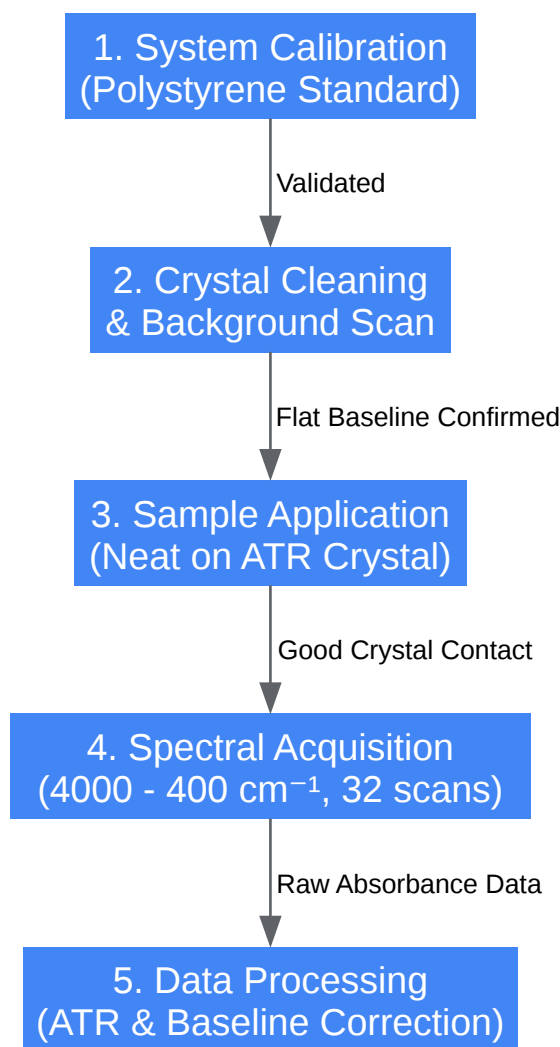 1. System Calibration
(Polystyrene Standard)
Validated
2. Crystal Cleaning
& Background Scan
Flat Baseline Confirmed
3. Sample Application
(Neat on ATR Crystal)
Good Crystal Contact
4. Spectral Acquisition
(4000 - 400 cm⁻¹, 32 scans)
Raw Absorbance Data
5. Data Processing
(ATR & Baseline Correction)